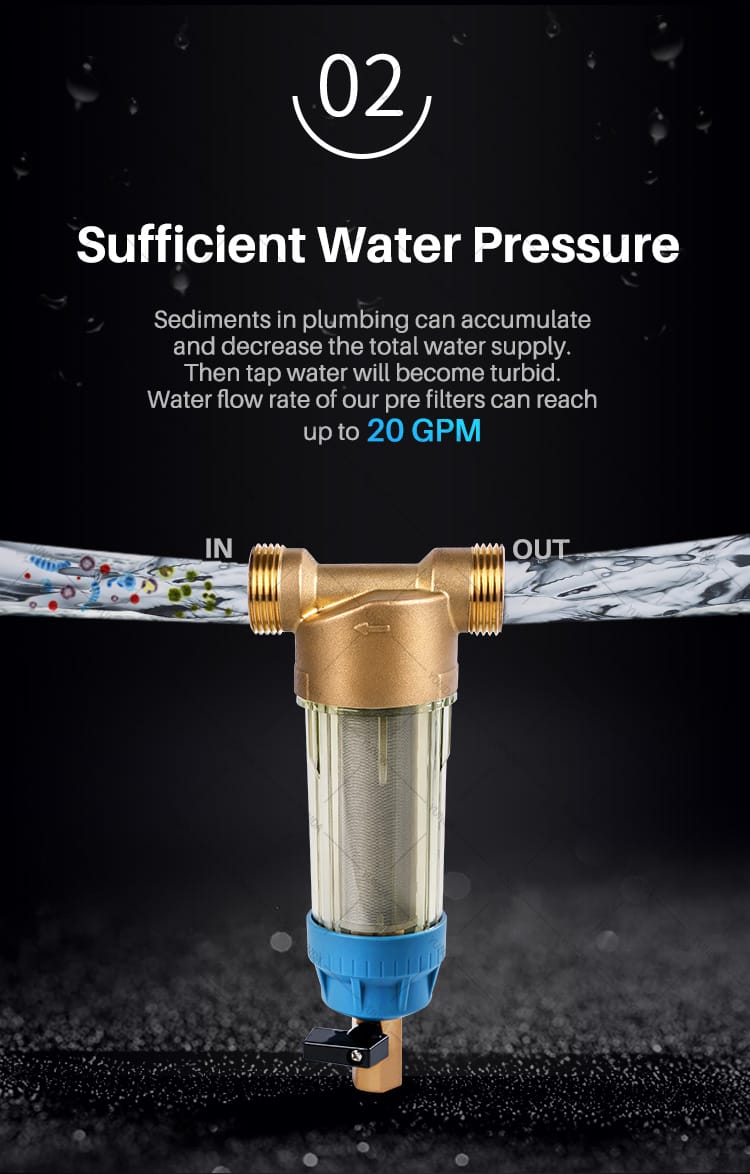 02
Sufficient Water Pressure
Sediments in plumbing can accumulate
and decrease the total water supply.
Then tap water will become turbid.
Water flow rate of our pre filters can reach
up to 20 GPM
IN
OUT